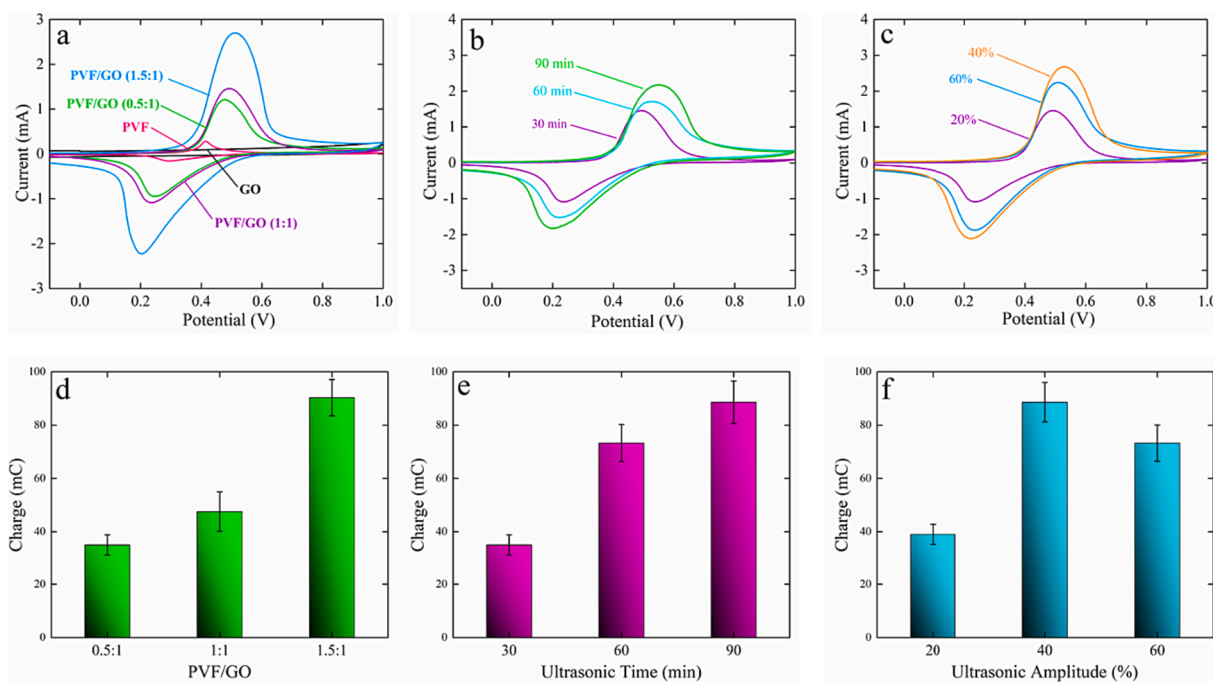 a
PVF/GO (1.5:1)
PVF/GO (0.5:1)
PVF
GO
PVF/GO (1:1)
Current (mA)
3
2
1
0
-1
-2
-3
0.0 0.2 0.4 0.6 0.8 1.0
Potential (V)
b
90 min
60 min
30 min
Current (mA)
4
3
2
1
0
-1
-2
-3
0.0 0.2 0.4 0.6 0.8 1.0
Potential (V)
c
40%
60%
20%
Current (mA)
4
3
2
1
0
-1
-2
-3
0.0 0.2 0.4 0.6 0.8 1.0
Potential (V)
d
Charge (mC)
100
80
60
40
20
0
0.5:1 1:1 1.5:1
PVF/GO
e
Charge (mC)
100
80
60
40
20
0
30 60 90
Ultrasonic Time (min)
f
Charge (mC)
100
80
60
40
20
0
20 40 60
Ultrasonic Amplitude (%)